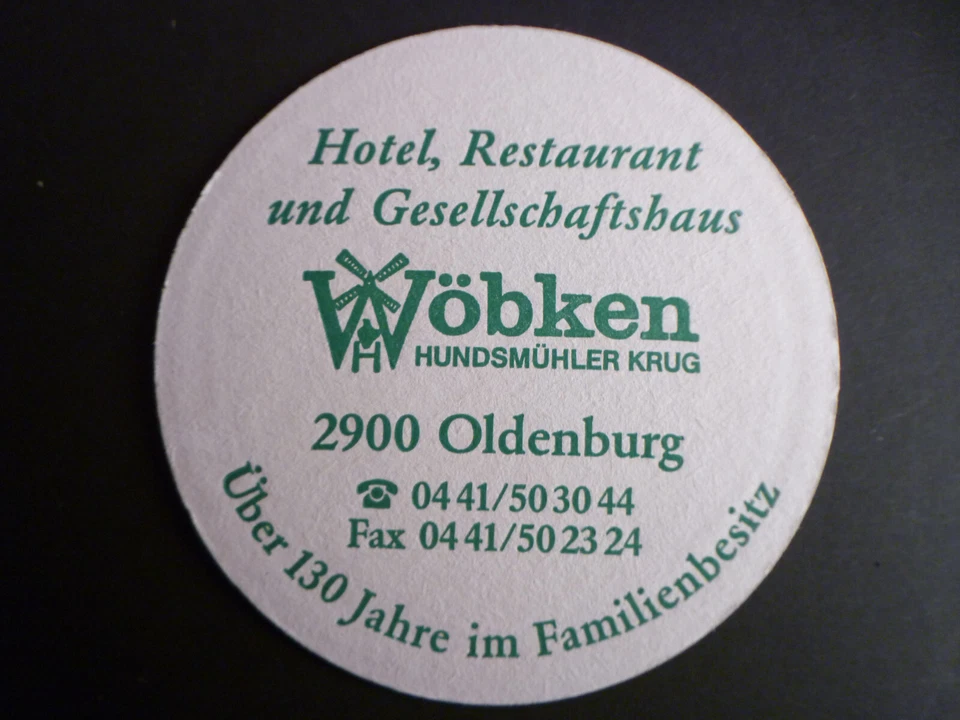 Hotel, Restaurant
und Gesellschaftshaus
Wöbken
H
HUNDSMÜHLER KRUG
2900 Oldenburg
☎ 04 41/50 30 44
Fax 04 41/50 23 24
Über 130 Jahre im Familienbesitz